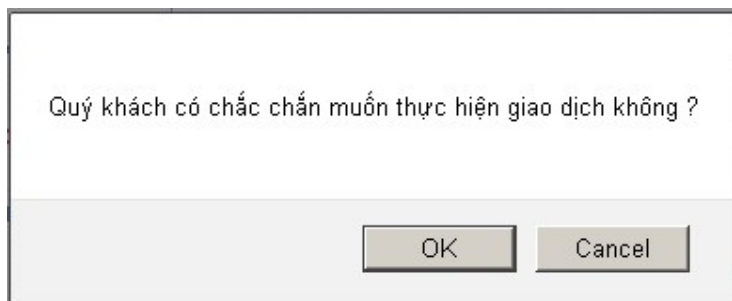 Quý khách có chắc chắn muốn thực hiện giao dịch không ?
OK
Cancel